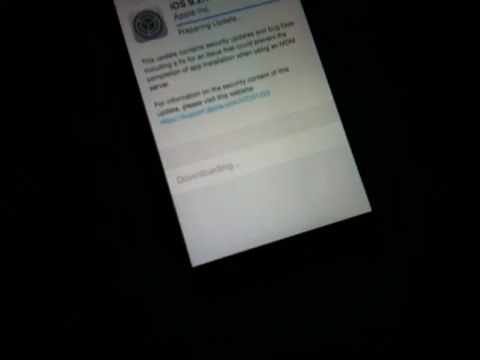 iOS 9.2.
Apple Inc.
Preparing Update...
This update contains security updates and bug fixes
including a fix for an issue that could prevent the
completion of app installation when using an MDM
server.
For information on the security content of this
update, please visit this website:
https://support.apple.com/
Downloading...